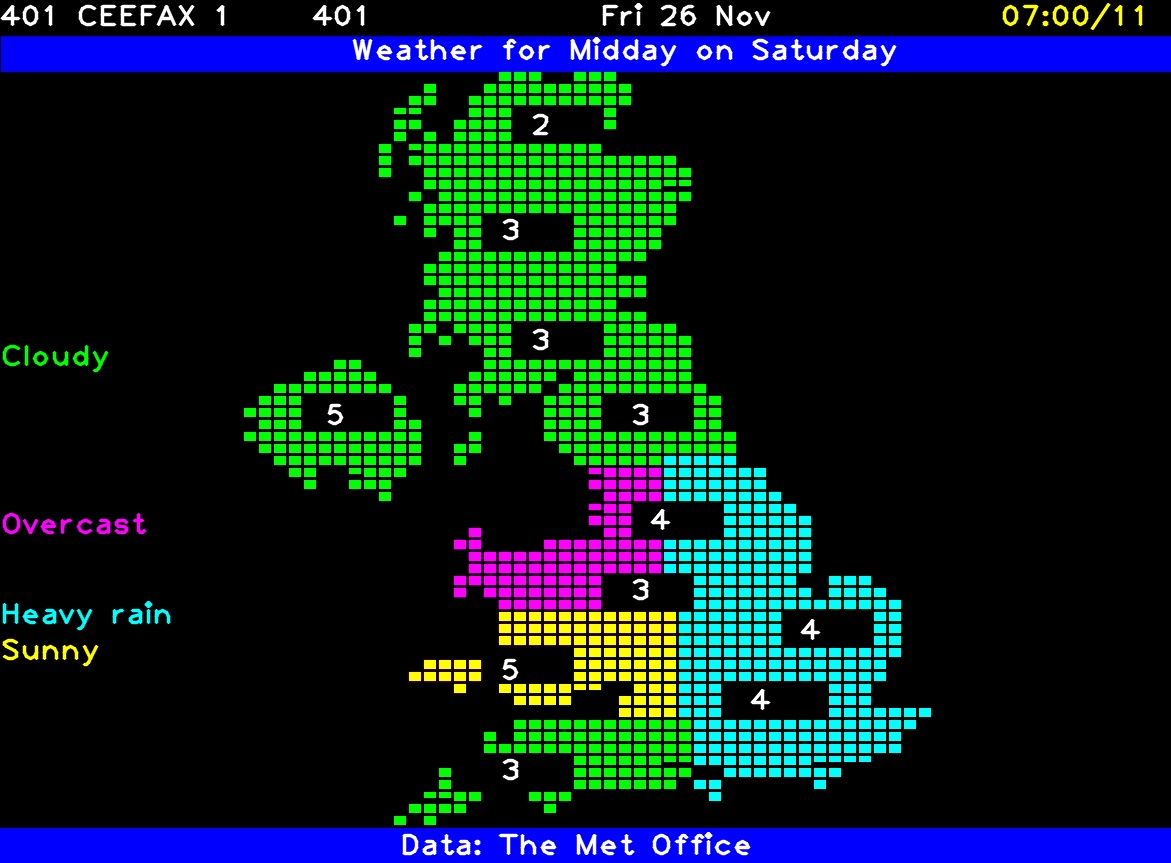 401 CEEFAX 1 401 Fri 26 Nov 07:00/11
Weather for Midday on Saturday
2
3
3
Cloudy
5 3
Overcast
4
3
Heavy rain
4
Sunny
5
4
3
Data: The Met Office